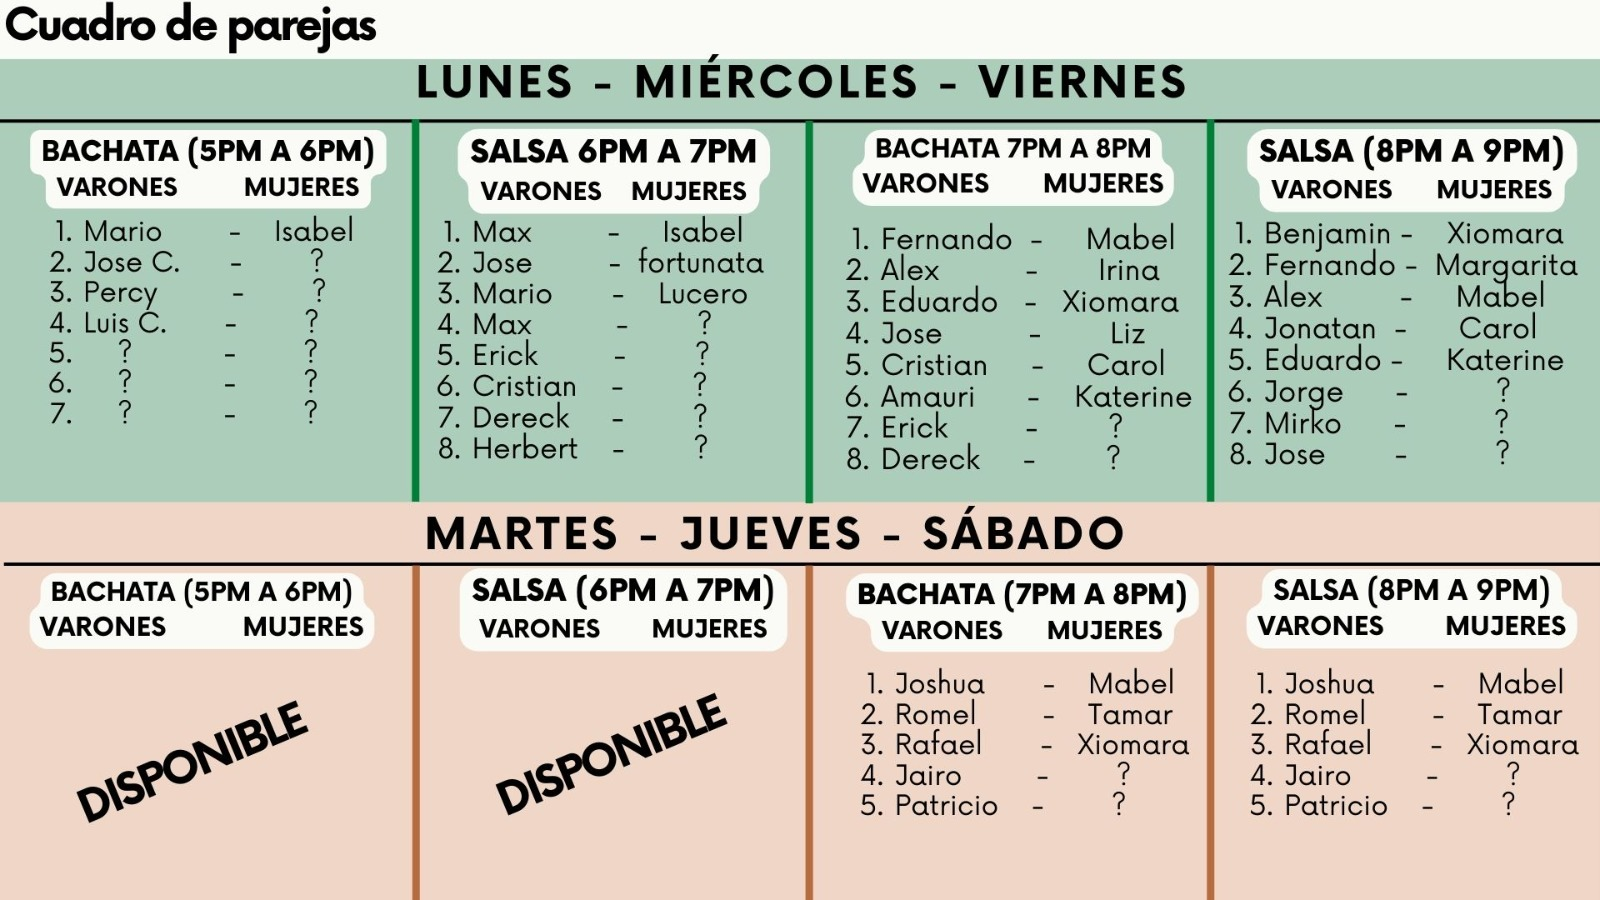 Cuadro de parejas
LUNES - MIÉRCOLES - VIERNES
BACHATA (5PM A 6PM)
VARONES MUJERES
1. Mario - Isabel
2. Jose C. - ?
3. Percy - ?
4. Luis C. - ?
5. ? - ?
6. ? - ?
7. ? - ?
SALSA 6PM A 7PM
VARONES MUJERES
1. Max - Isabel
2. Jose - fortunata
3. Mario - Lucero
4. Max - ?
5. Erick - ?
6. Cristian - ?
7. Dereck - ?
8. Herbert - ?
BACHATA 7PM A 8PM
VARONES MUJERES
1. Fernando - Mabel
2. Alex - Irina
3. Eduardo - Xiomara
4. Jose - Liz
5. Cristian - Carol
6. Amauri - Katerine
7. Erick - ?
8. Dereck - ?
SALSA (8PM A 9PM)
VARONES MUJERES
1. Benjamin - Xiomara
2. Fernando - Margarita
3. Alex - Mabel
4. Jonatan - Carol
5. Eduardo - Katerine
6. Jorge - ?
7. Mirko - ?
8. Jose - ?
MARTES - JUEVES - SÁBADO
BACHATA (5PM A 6PM)
VARONES MUJERES
DISPONIBLE
SALSA (6PM A 7PM)
VARONES MUJERES
DISPONIBLE
BACHATA (7PM A 8PM)
VARONES MUJERES
1. Joshua - Mabel
2. Romel - Tamar
3. Rafael - Xiomara
4. Jairo - ?
5. Patricio - ?
SALSA (8PM A 9PM)
VARONES MUJERES
1. Joshua - Mabel
2. Romel - Tamar
3. Rafael - Xiomara
4. Jairo - ?
5. Patricio - ?